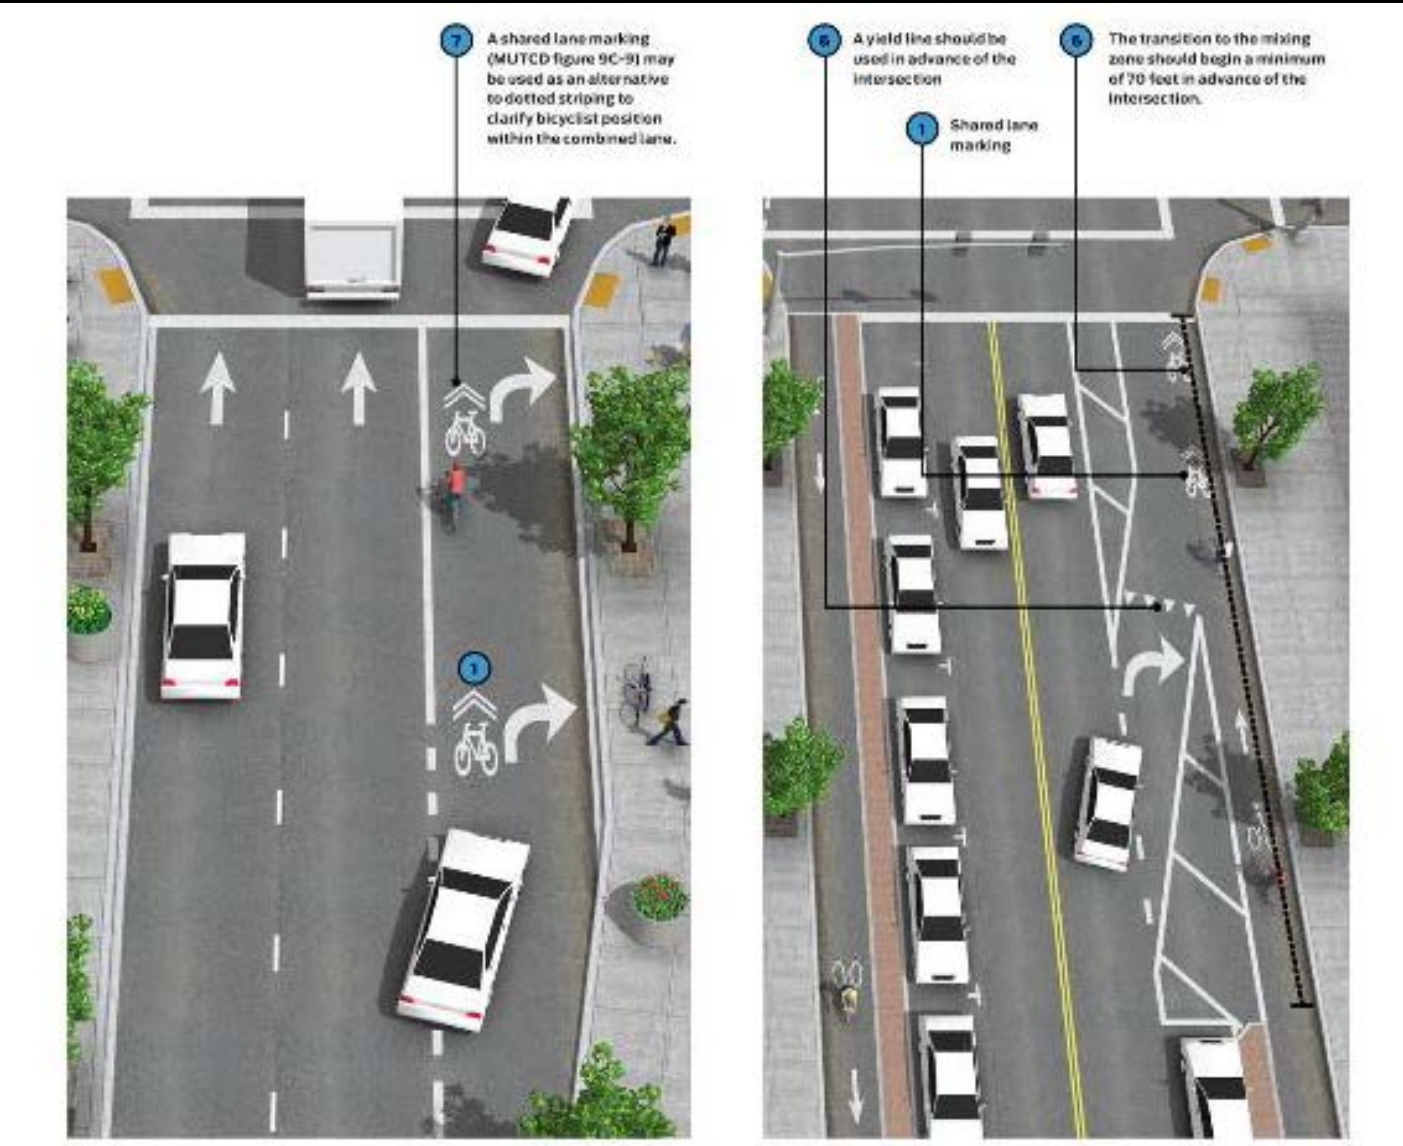 7
A shared lane marking
(MUTCD figure 9C-9) may
be used as an alternative
to dotted striping to
clarify bicyclist position
within the combined lane.
6
A yield line should be
used in advance of the
intersection
1
Shared lane
marking
5
The transition to the mixing
zone should begin a minimum
of 70 feet in advance of the
intersection.
1